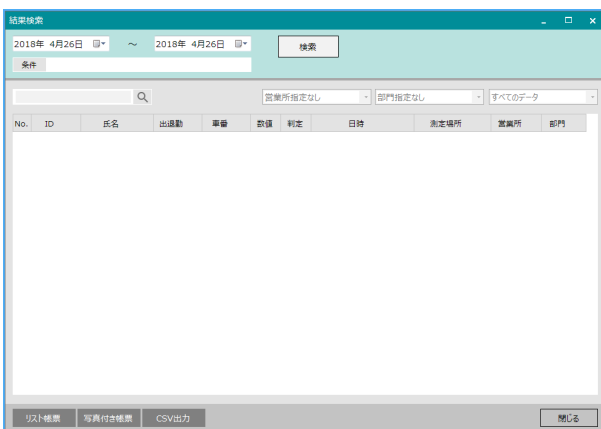 結果検索
2018年 4月26日 ～ 2018年 4月26日 検索
条件
営業所指定なし 部門指定なし すべてのデータ
No. ID 氏名 出退勤 車番 数値 判定 日時 測定場所 営業所 部門
リスト帳票 写真付き帳票 CSV出力 閉じる